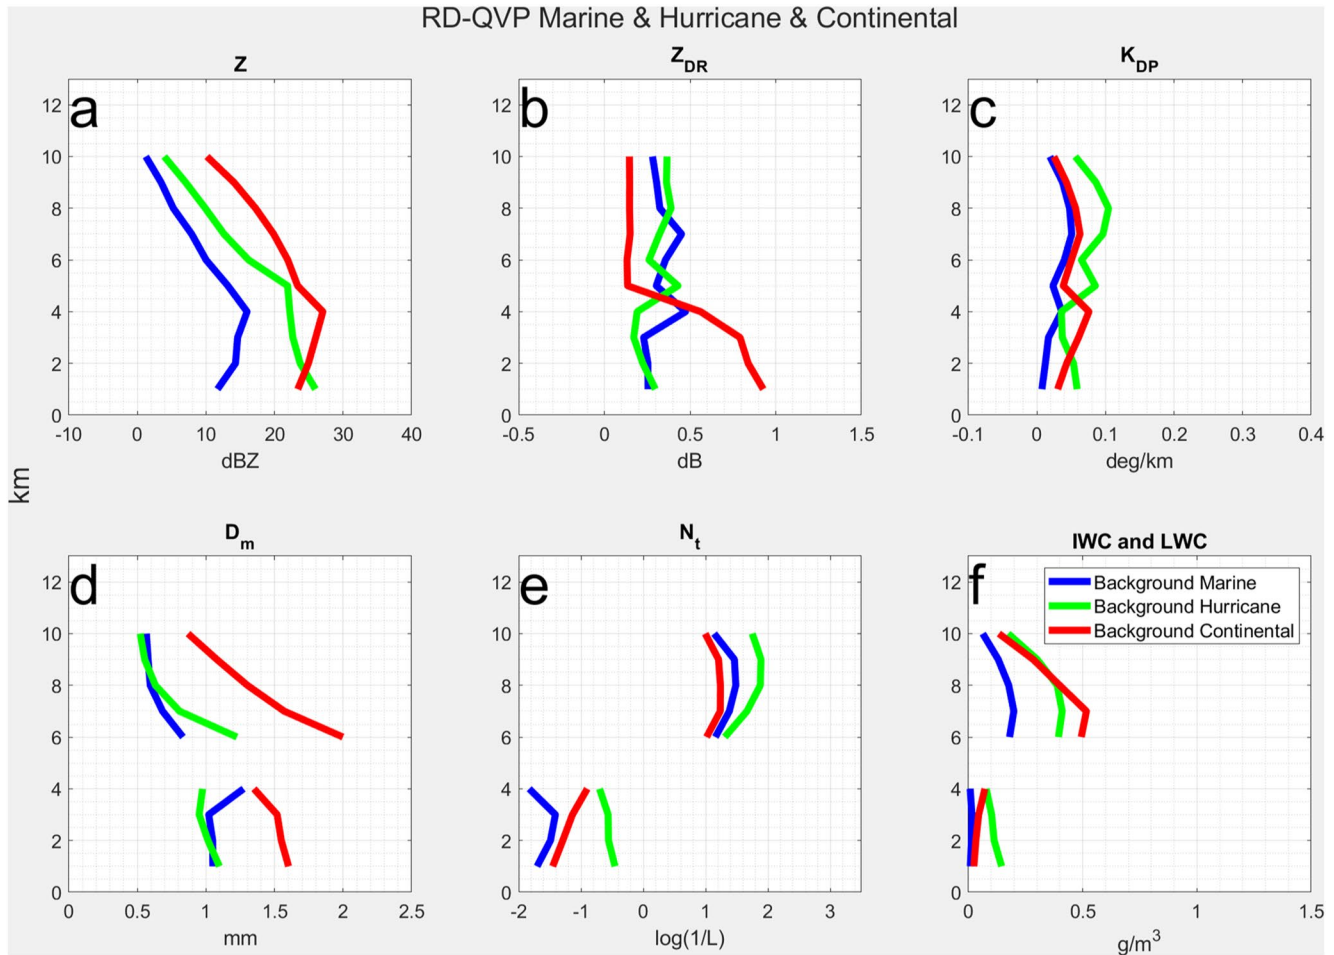 RD-QVP Marine & Hurricane & Continental
Z
Z_DR
K_DP
a
b
c
12
10
8
6
4
2
0
-10 0 10 20 30 40
dBZ
12
10
8
6
4
2
0
-0.5 0 0.5 1 1.5
dB
12
10
8
6
4
2
0
-0.1 0 0.1 0.2 0.3 0.4
deg/km
km
D_m
N_t
IWC and LWC
d
e
f
Background Marine
Background Hurricane
Background Continental
12
10
8
6
4
2
0
0 0.5 1 1.5 2 2.5
mm
12
10
8
6
4
2
0
-2 -1 0 1 2 3
log(1/L)
12
10
8
6
4
2
0
0 0.5 1 1.5
g/m³